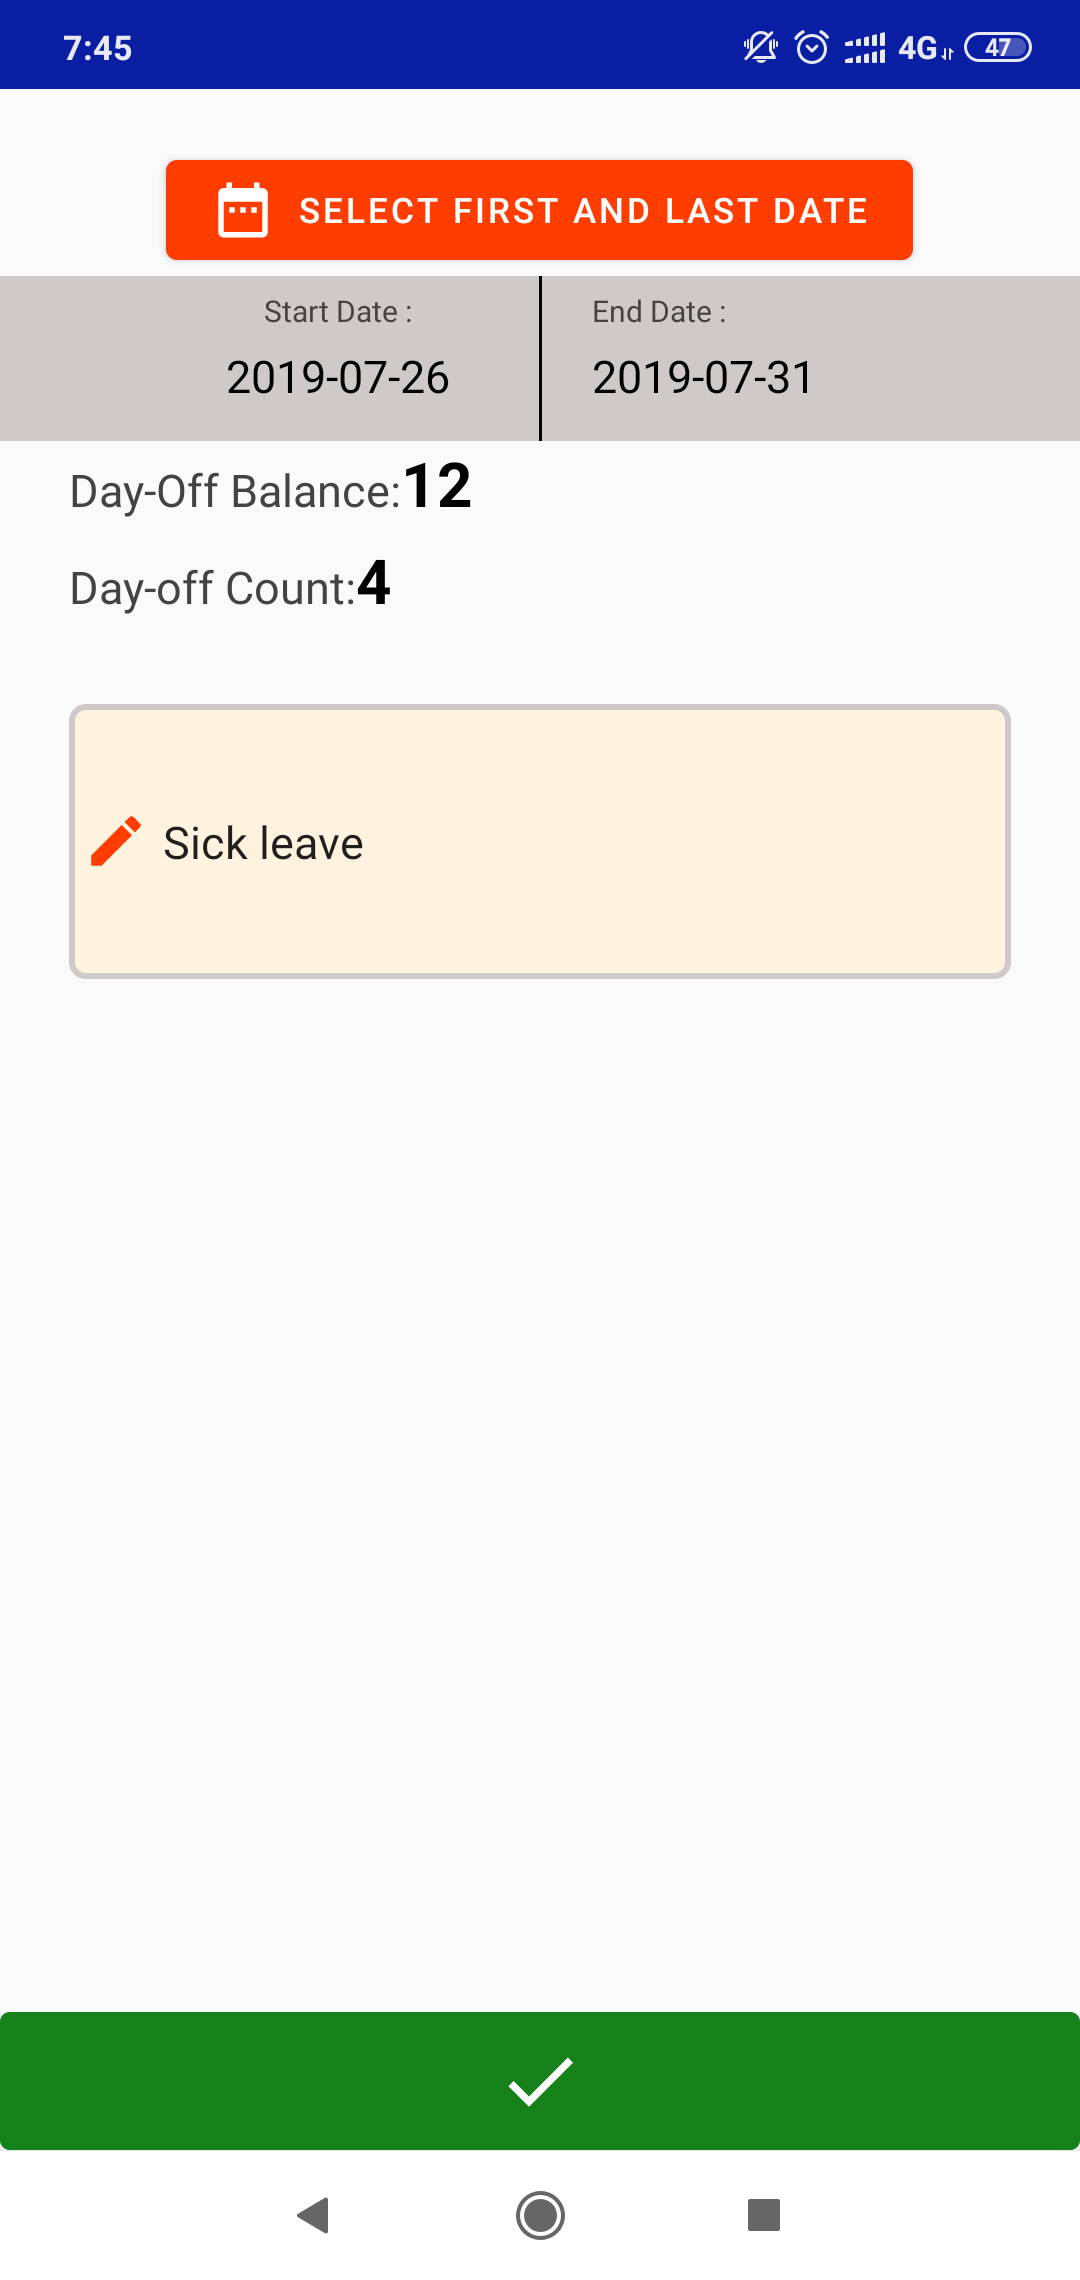 7:45 4G 47
SELECT FIRST AND LAST DATE
Start Date : End Date :
2019-07-26 2019-07-31
Day-Off Balance:12
Day-off Count:4
Sick leave